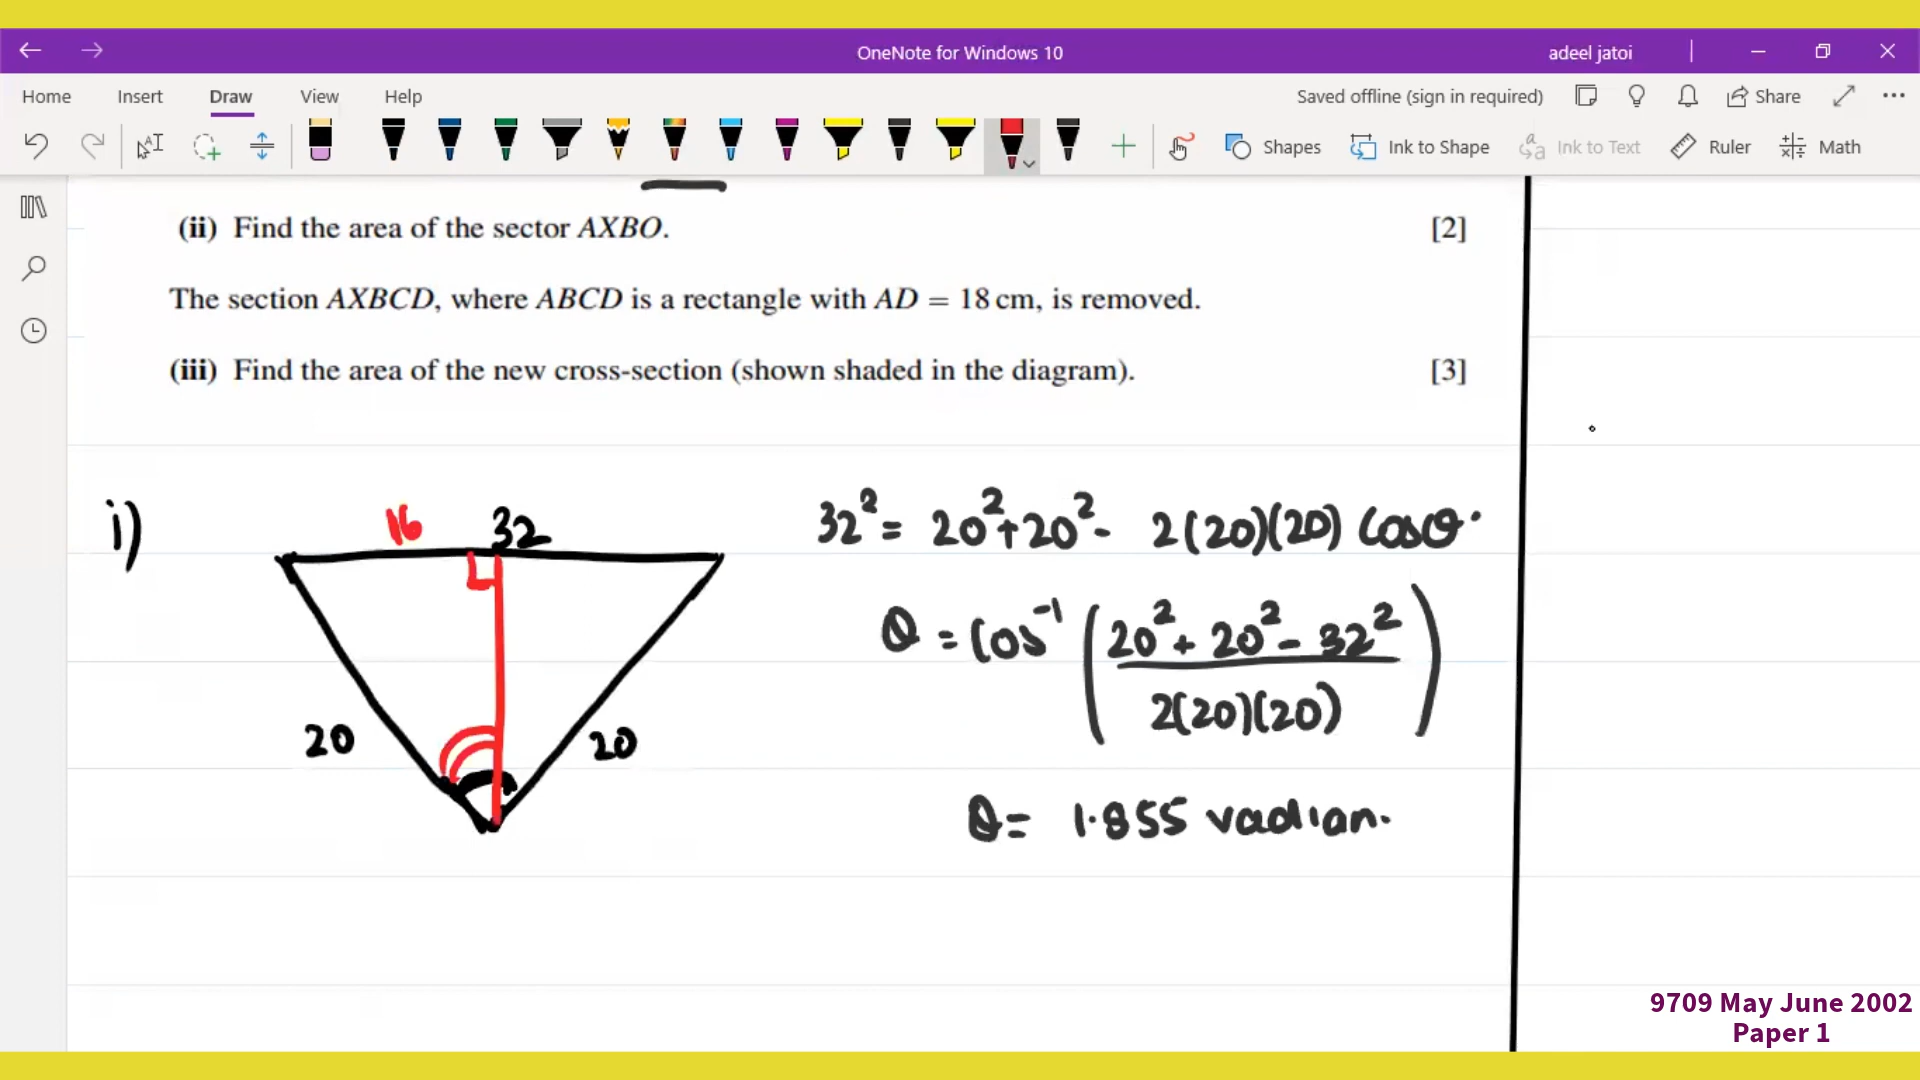 OneNote for Windows 10
adeel jatoi
Home Insert Draw View Help
Saved offline (sign in required)
Share
Shapes
Ink to Shape
Ink to Text
Ruler
Math
(ii) Find the area of the sector AXBO. [2]
The section AXBCD, where ABCD is a rectangle with AD = 18 cm, is removed.
(iii) Find the area of the new cross-section (shown shaded in the diagram). [3]
i)
16
32
20
20
32² = 20² + 20² - 2(20)(20) Cosθ.
θ = Cos⁻¹ ( 20² + 20² - 32²
2(20)(20) )
θ = 1.855 radian.
9709 May June 2002
Paper 1